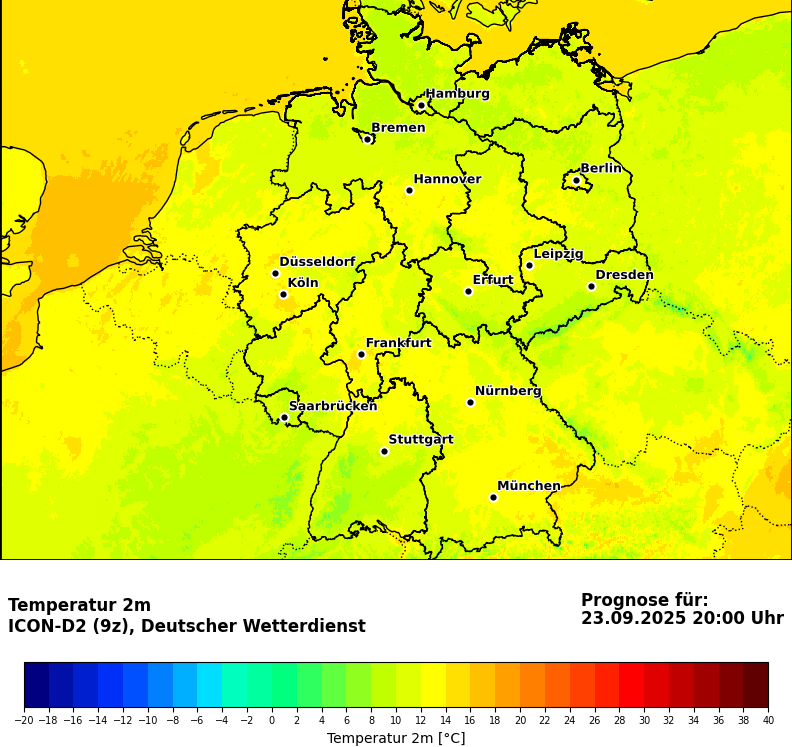 Hamburg
Bremen
Berlin
Hannover
Leipzig
Düsseldorf
Dresden
Köln
Erfurt
Frankfurt
Nürnberg
Saarbrücken
Stuttgart
München
Temperatur 2m
ICON-D2 (9z), Deutscher Wetterdienst
Prognose für:
23.09.2025 20:00 Uhr
−20 −18 −16 −14 −12 −10 −8 −6 −4 −2 0 2 4 6 8 10 12 14 16 18 20 22 24 26 28 30 32 34 36 38 40
Temperatur 2m [°C]